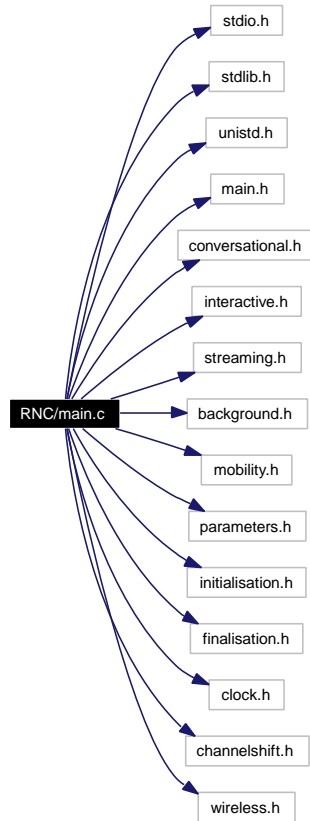 stdio.h
stdlib.h
unistd.h
main.h
conversational.h
interactive.h
streaming.h
RNC/main.c
background.h
mobility.h
parameters.h
initialisation.h
finalisation.h
clock.h
channelshift.h
wireless.h